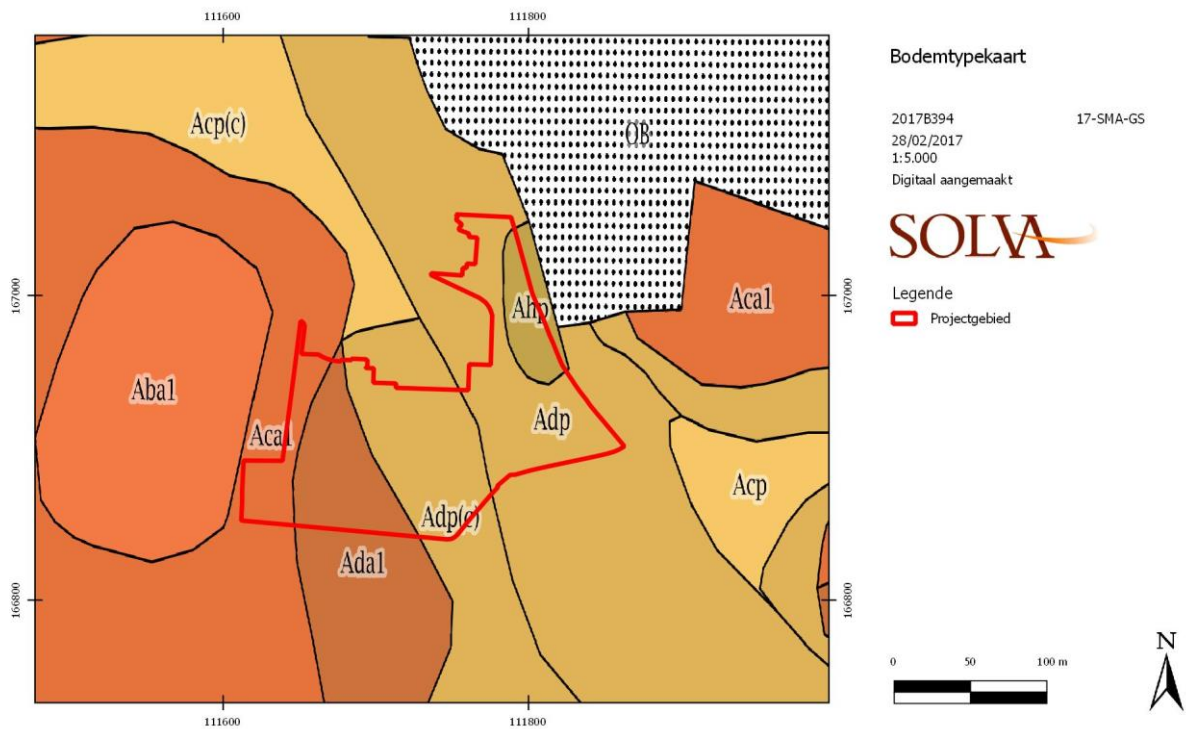 111600
111800
Bodemtypekaart
2017B394
17-SMA-GS
28/02/2017
1:5.000
Digitaal aangemaakt
SOLVA
Legende
Projectgebied
Acp(c)
OB
167000
167000
Aca1
Ahp
Aba1
Aca1
Adp
Acp
Adp(c)
Ada1
166800
166800
111600
111800
0 50 100 m
N